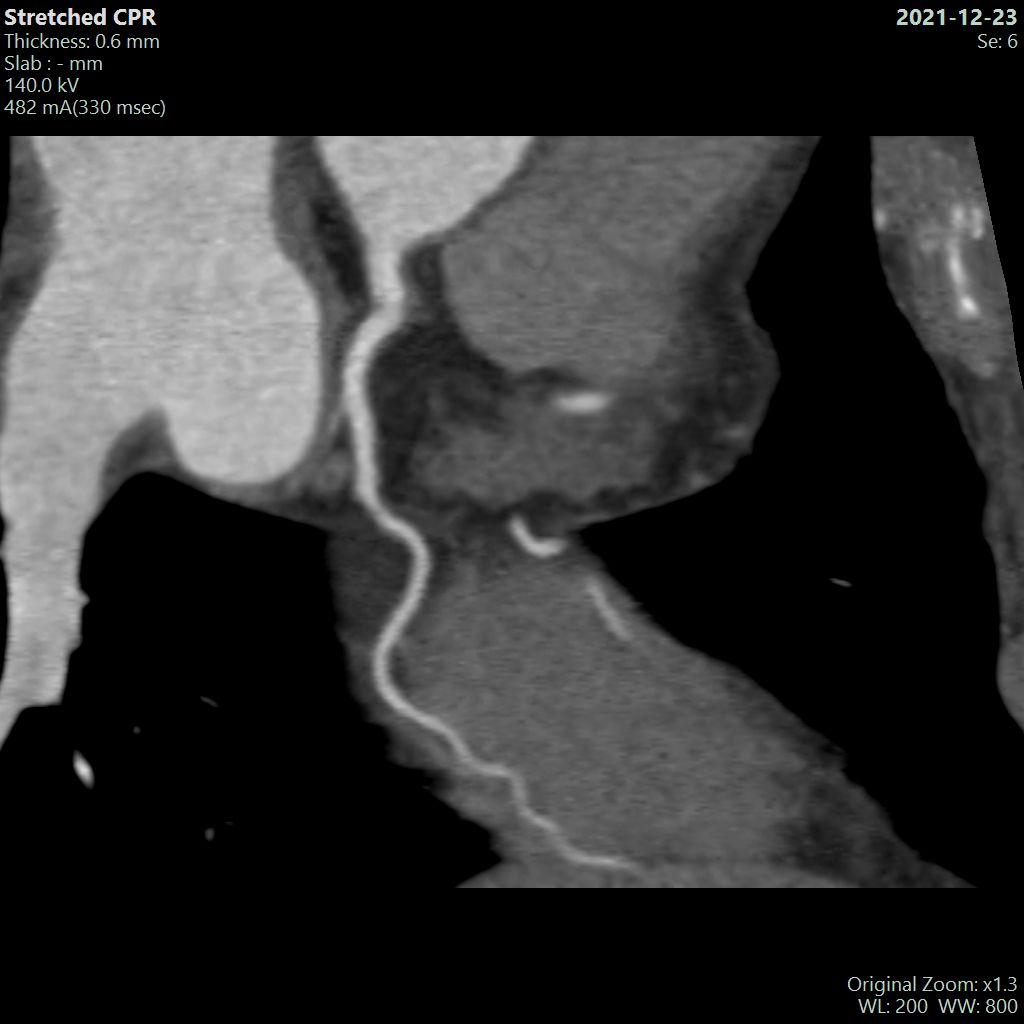 Stretched CPR
Thickness: 0.6 mm
Slab : - mm
140.0 kV
482 mA(330 msec)
2021-12-23
Se: 6
Original Zoom: x1.3
WL: 200 WW: 800